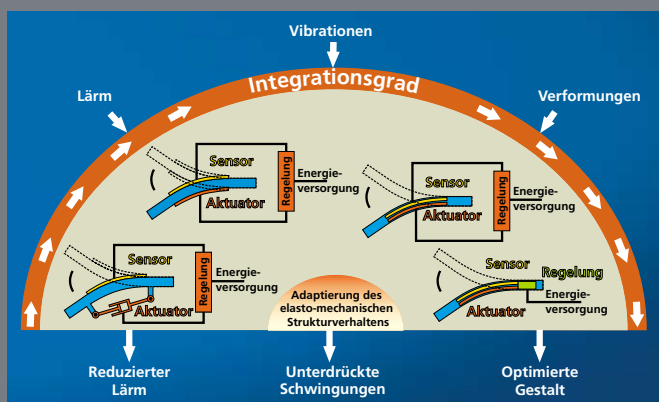 Vibrationen
Lärm
Integrationsgrad
Verformungen
Sensor
Aktuator
Regelung
Energie-
versorgung
Sensor
Aktuator
Regelung
Energie-
versorgung
Sensor
Aktuator
Regelung
Energie-
versorgung
Adaptierung des
elasto-mechanischen
Strukturverhaltens
Sensor
Regelung
Aktuator
Energie-
versorgung
Reduzierter
Lärm
Unterdrückte
Schwingungen
Optimierte
Gestalt